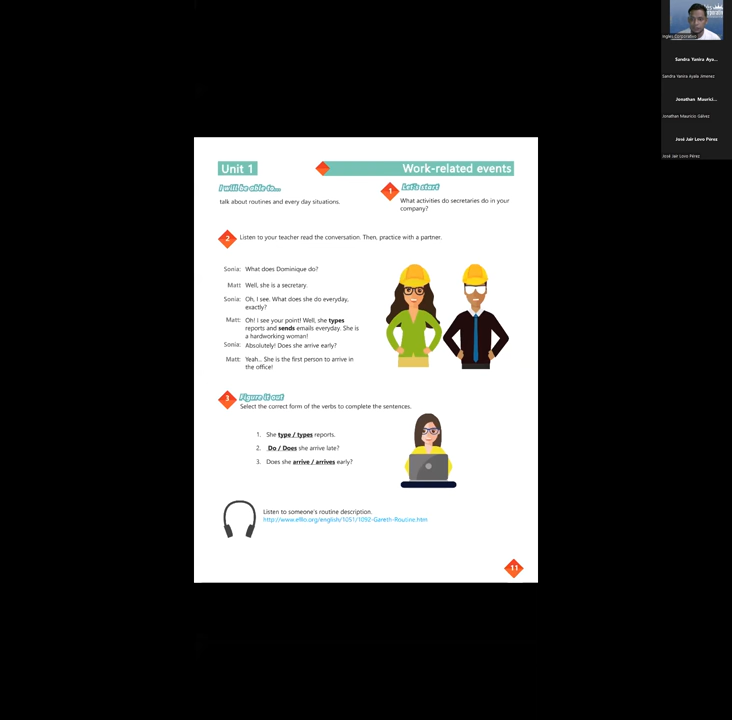 Unit 1
Work-related events
I will be able to...
talk about routines and every day situations.
1
Let's start
What activities do secretaries do in your
company?
2
Listen to your teacher read the conversation. Then, practice with a partner.
Sonia: What does Dominique do?
Matt: Well, she is a secretary.
Sonia: Oh, I see. What does she do everyday,
exactly?
Matt: Oh! I see your point! Well, she types
reports and sends emails everyday. She is
a hardworking woman!
Sonia: Absolutely! Does she arrive early?
Matt: Yeah... She is the first person to arrive in
the office!
3
Figure it out
Select the correct form of the verbs to complete the sentences.
1. She type / types reports.
2. Do / Does she arrive late?
3. Does she arrive / arrives early?
Listen to someone's routine description.
http://www.elllo.org/english/1051/1092-Gareth-Routine.htm
11
Ingles Corporativo
Sandra Yanira Aya...
Sandra Yanira Ayala Jimenez
Jonathan Maurici...
Jonathan Mauricio Gálvez
José Jair Lovo Pérez
José Jair Lovo Pérez